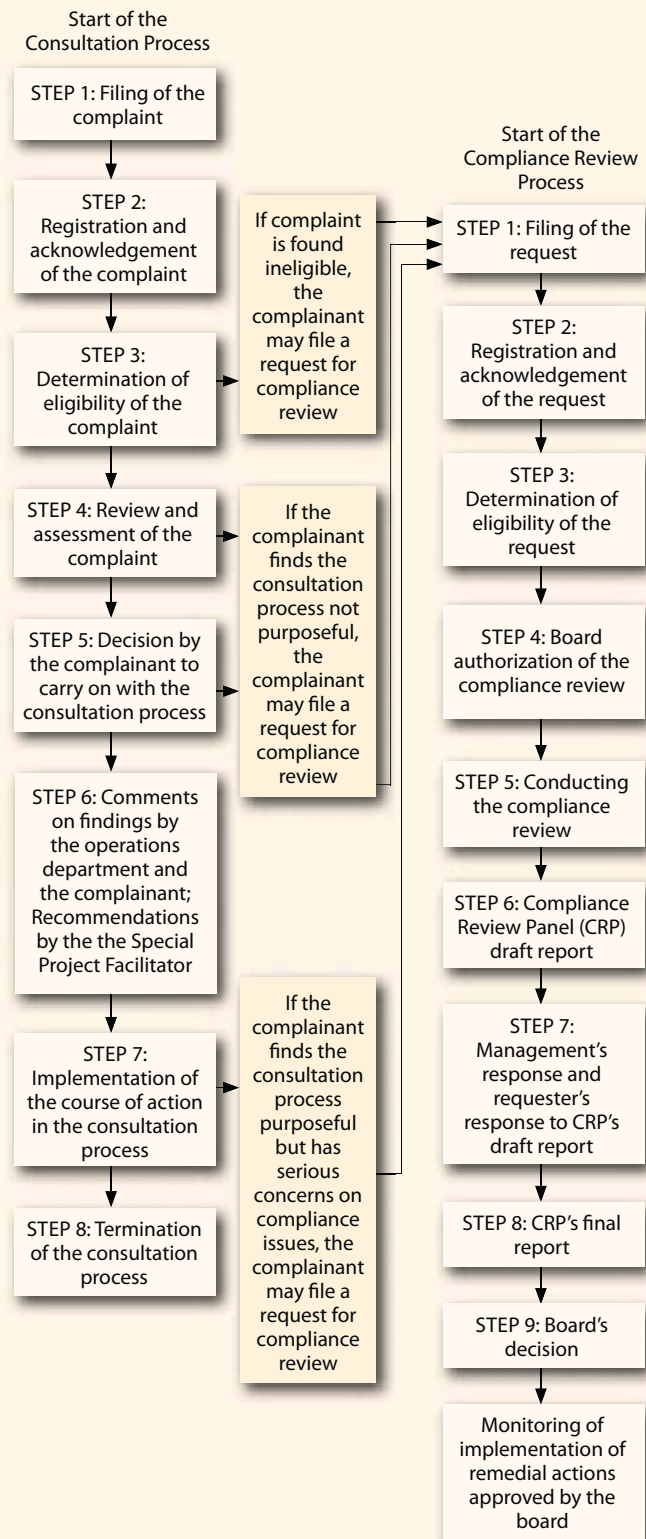 Start of the
Consultation Process
STEP 1: Filing of the
complaint
STEP 2:
Registration and
acknowledgement
of the complaint
STEP 3:
Determination of
eligibility of the
complaint
STEP 4: Review and
assessment of the
complaint
STEP 5: Decision by
the complainant to
carry on with the
consultation process
STEP 6: Comments
on findings by
the operations
department and
the complainant;
Recommendations
by the the Special
Project Facilitator
STEP 7:
Implementation of
the course of action
in the consultation
process
STEP 8: Termination
of the consultation
process
If complaint
is found
ineligible,
the
complainant
may file a
request for
compliance
review
If the
complainant
finds the
consultation
process not
purposeful,
the
complainant
may file a
request for
compliance
review
If the
complainant
finds the
consultation
process
purposeful
but has
serious
concerns on
compliance
issues, the
complainant
may file a
request for
compliance
review
Start of the
Compliance Review
Process
STEP 1: Filing of the
request
STEP 2:
Registration and
acknowledgement
of the request
STEP 3:
Determination of
eligibility of the
request
STEP 4: Board
authorization of the
compliance review
STEP 5: Conducting
the compliance
review
STEP 6: Compliance
Review Panel (CRP)
draft report
STEP 7:
Management's
response and
requester's
response to CRP's
draft report
STEP 8: CRP's final
report
STEP 9: Board's
decision
Monitoring of
implementation of
remedial actions
approved by the
board